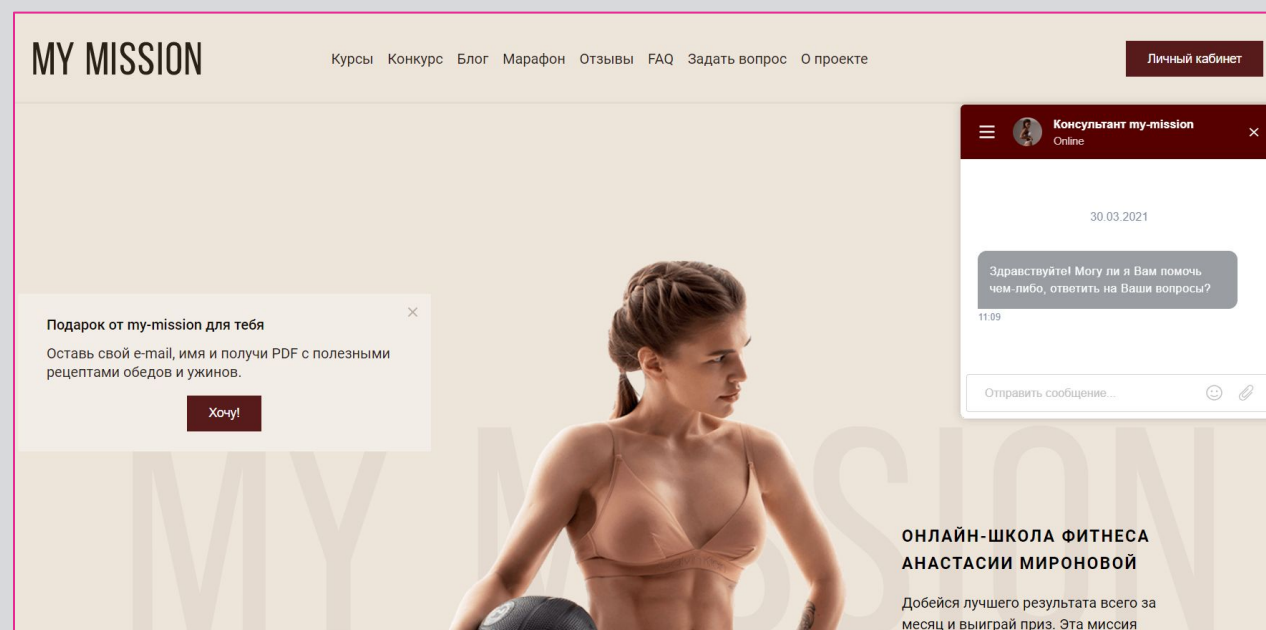 MY MISSION
Курсы Конкурс Блог Марафон Отзывы FAQ Задать вопрос О проекте
Личный кабинет
Консультант my-mission
Online
30.03.2021
Здравствуйте! Могу ли я Вам помочь
чем-либо, ответить на Ваши вопросы?
11:09
Отправить сообщение...
Подарок от my-mission для тебя
Оставь свой e-mail, имя и получи PDF с полезными
рецептами обедов и ужинов.
Хочу!
MY MISSION
ОНЛАЙН-ШКОЛА ФИТНЕСА
АНАСТАСИИ МИРОНОВОЙ
Добейся лучшего результата всего за
месяц и выиграй приз. Эта миссия